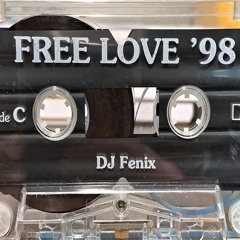 FREE LOVE '98
de C
DJ Fenix